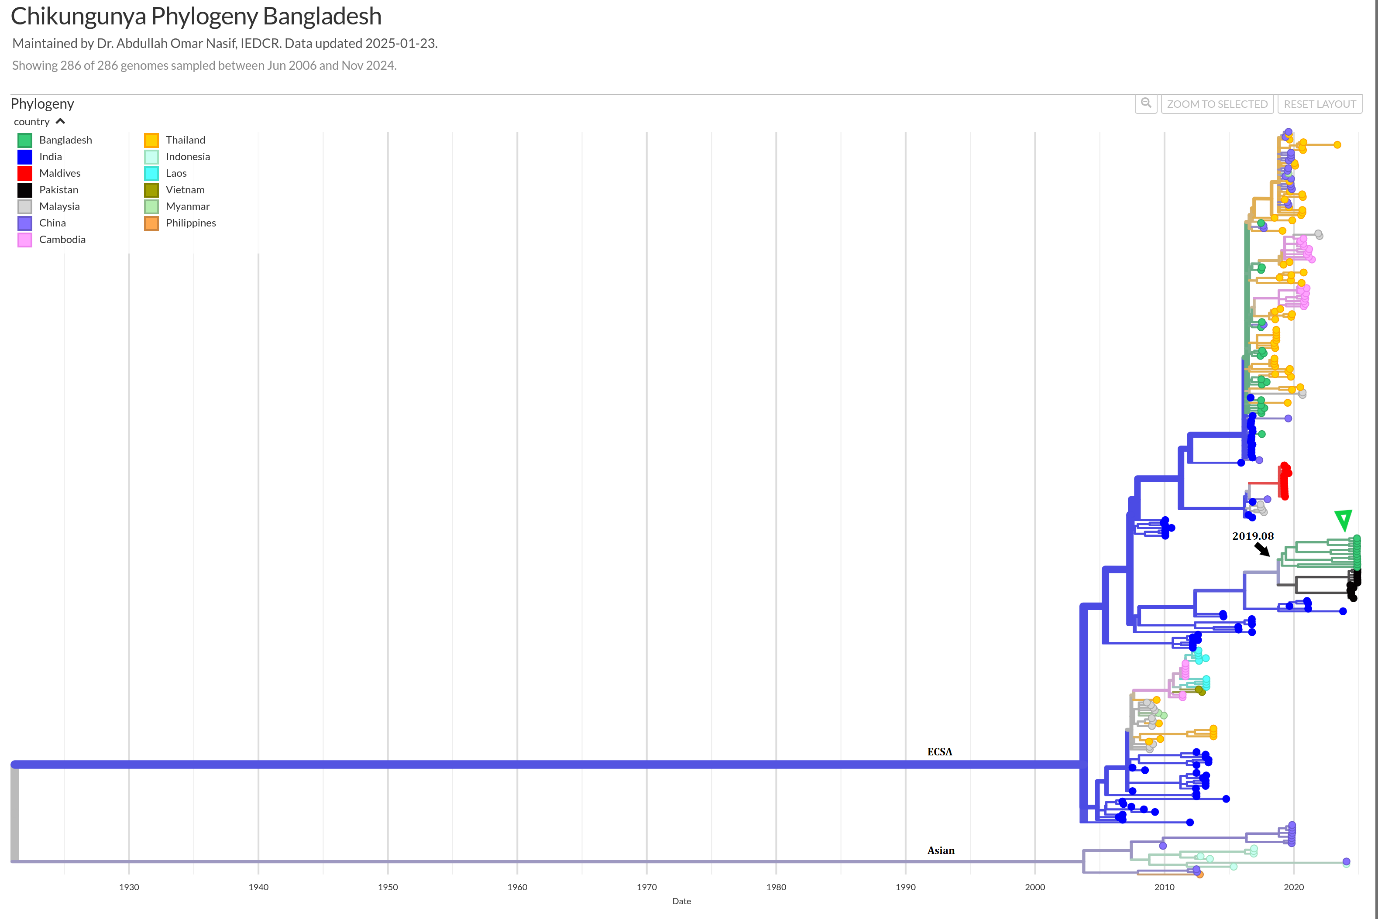 Chikungunya Phylogeny Bangladesh
Maintained by Dr. Abdullah Omar Nasif, IEDCR. Data updated 2025-01-23.
Showing 286 of 286 genomes sampled between Jun 2006 and Nov 2024.
Phylogeny
ZOOM TO SELECTED
RESET LAYOUT
country
Bangladesh
India
Maldives
Pakistan
Malaysia
China
Cambodia
Thailand
Indonesia
Laos
Vietnam
Myanmar
Philippines
2019.08
ECSA
Asian
1930 1940 1950 1960 1970 1980 1990 2000 2010 2020
Date